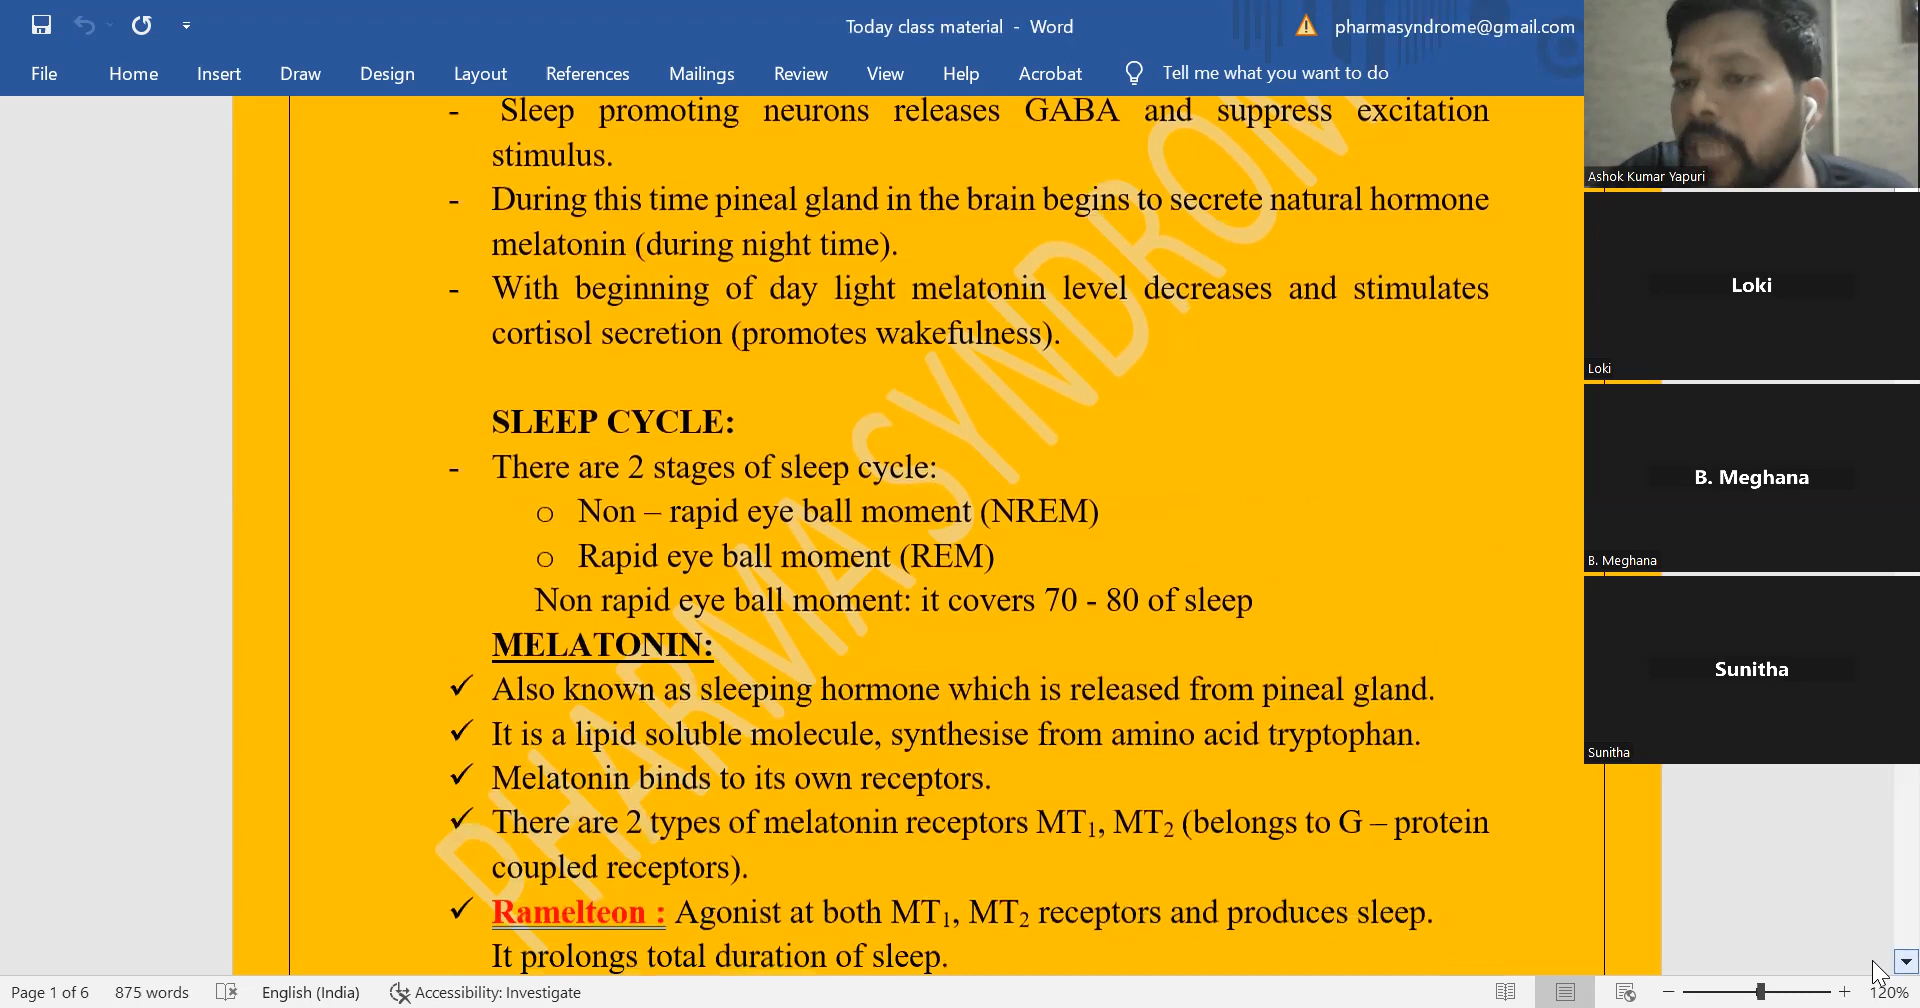 Today class material - Word
pharmasyndrome@gmail.com
File Home Insert Draw Design Layout References Mailings Review View Help Acrobat Tell me what you want to do
- Sleep promoting neurons releases GABA and suppress excitation
stimulus.
- During this time pineal gland in the brain begins to secrete natural hormone
melatonin (during night time).
- With beginning of day light melatonin level decreases and stimulates
cortisol secretion (promotes wakefulness).
SLEEP CYCLE:
- There are 2 stages of sleep cycle:
o Non – rapid eye ball moment (NREM)
o Rapid eye ball moment (REM)
Non rapid eye ball moment: it covers 70 - 80 of sleep
MELATONIN:
✓ Also known as sleeping hormone which is released from pineal gland.
✓ It is a lipid soluble molecule, synthesise from amino acid tryptophan.
✓ Melatonin binds to its own receptors.
✓ There are 2 types of melatonin receptors MT1, MT2 (belongs to G – protein
coupled receptors).
✓ Ramelteon : Agonist at both MT1, MT2 receptors and produces sleep.
It prolongs total duration of sleep.
PHARMA SYNDROM
Ashok Kumar Yapuri
Loki
Loki
B. Meghana
B. Meghana
Sunitha
Sunitha
Page 1 of 6 875 words English (India) Accessibility: Investigate 120%